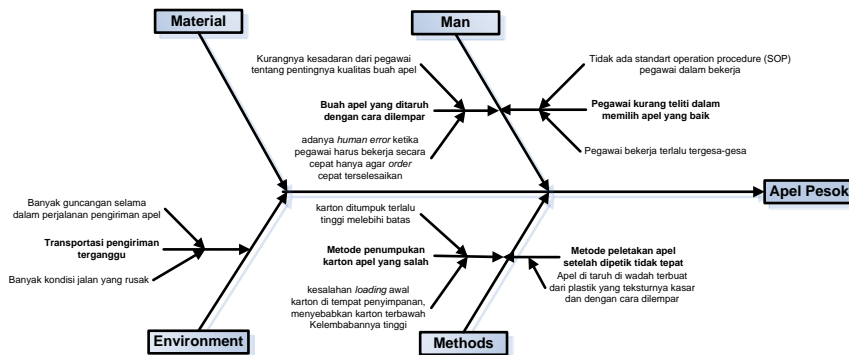 Material
Man
Kurangnya kesadaran dari pegawai
tentang pentingnya kualitas buah apel
Tidak ada standart operation procedure (SOP)
pegawai dalam bekerja
Buah apel yang ditaruh
dengan cara dilempar
Pegawai kurang teliti dalam
memilih apel yang baik
adanya human error ketika
pegawai harus bekerja secara
cepat hanya agar order
cepat terselesaikan
Pegawai bekerja terlalu tergesa-gesa
Apel Pesok
Banyak guncangan selama
dalam perjalanan pengiriman apel
Transportasi pengiriman
terganggu
Banyak kondisi jalan yang rusak
karton ditumpuk terlalu
tinggi melebihi batas
Metode penumpukan
karton apel yang salah
kesalahan loading awal
karton di tempat penyimpanan,
menyebabkan karton terbawah
Kelembabannya tinggi
Metode peletakan apel
setelah dipetik tidak tepat
Apel di taruh di wadah terbuat
dari plastik yang teksturnya kasar
dan dengan cara dilempar
Environment
Methods